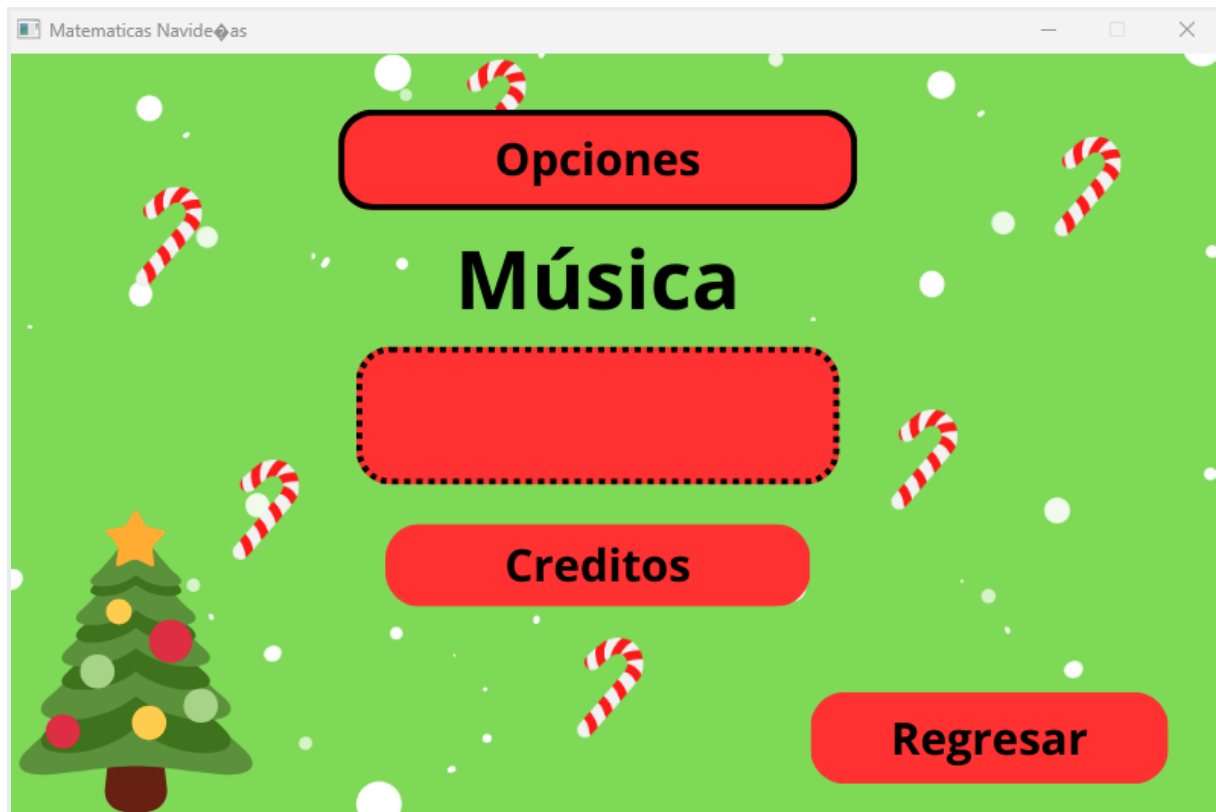 Matematicas Navide�as
Opciones
Música
Creditos
Regresar